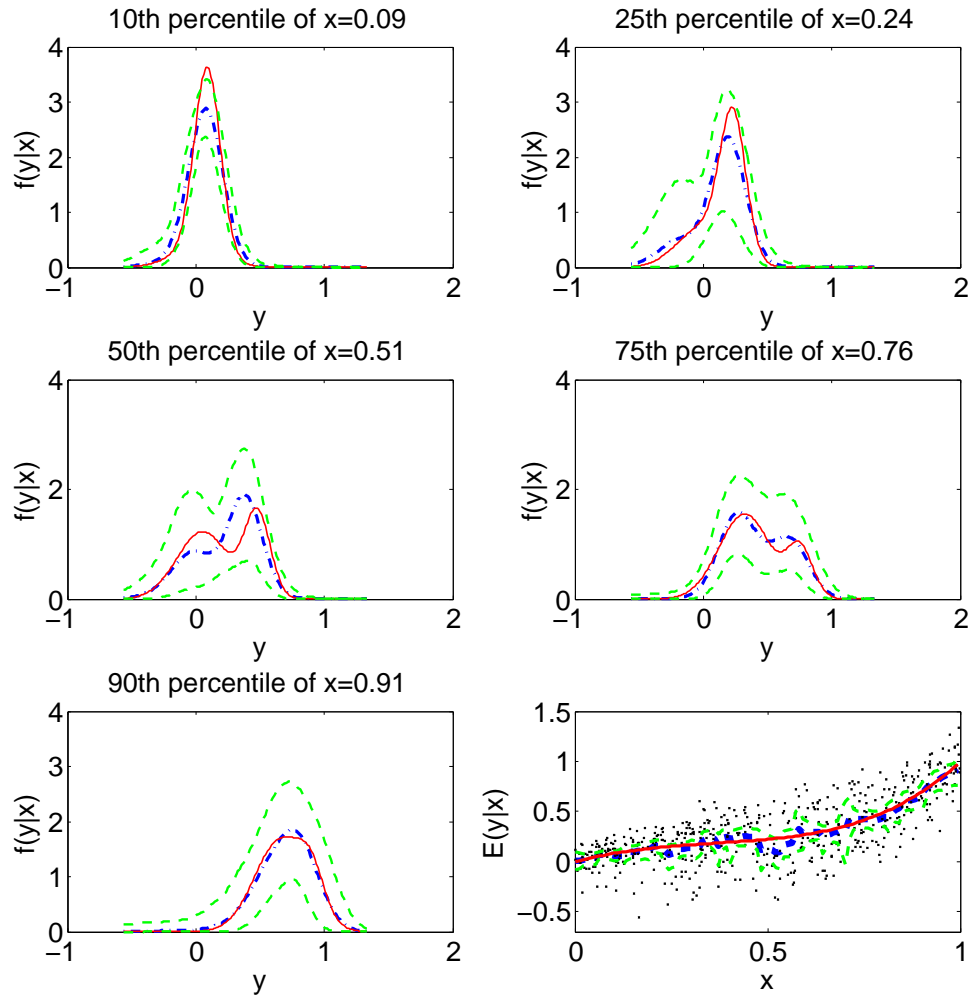 10th percentile of x=0.09
4
3
2
1
0
−1
0
1
2
f(y|x)
y
25th percentile of x=0.24
4
3
2
1
0
−1
0
1
2
f(y|x)
y
50th percentile of x=0.51
4
2
0
−1
0
1
2
f(y|x)
y
75th percentile of x=0.76
4
2
0
−1
0
1
2
f(y|x)
y
90th percentile of x=0.91
4
3
2
1
0
−1
0
1
2
f(y|x)
y
1.5
1
0.5
0
−0.5
0
0.5
1
E(y|x)
x